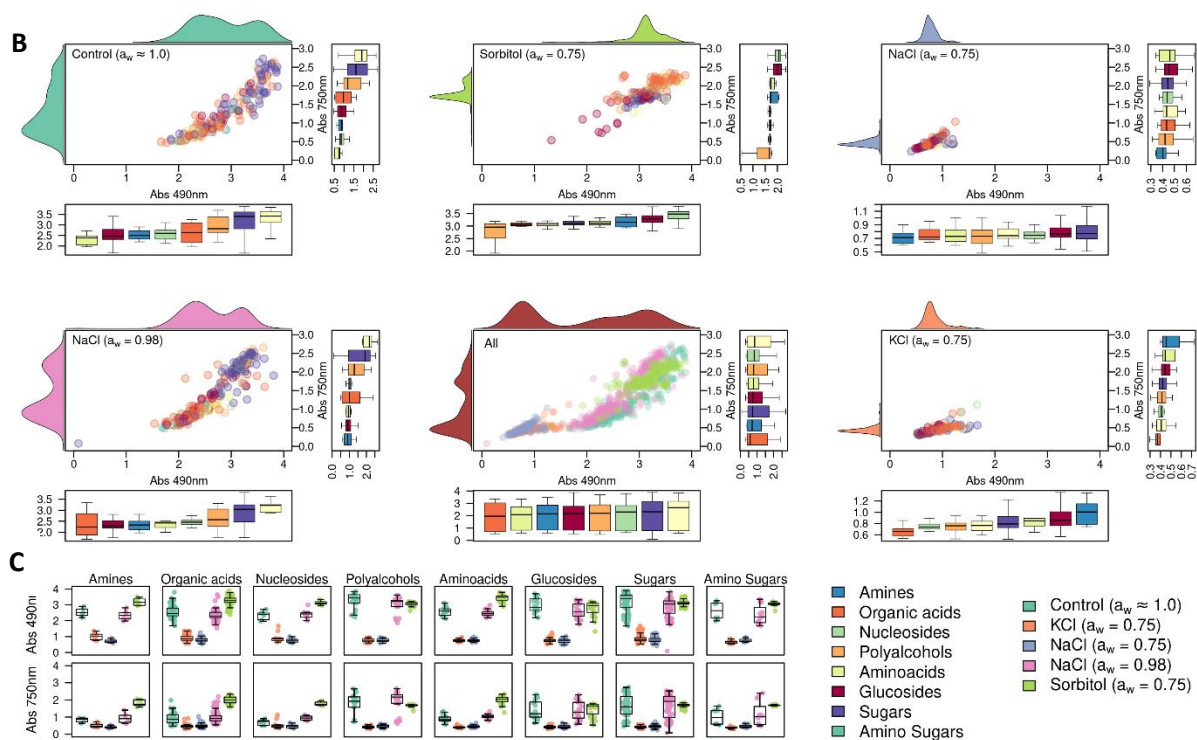 B
Control (aw ≈ 1.0)
3.0
2.5
2.0
1.5
1.0
0.5
0.0
Abs 750nm
0 1 2 3 4
Abs 490nm
0.5 1.5 2.5
3.5
3.0
2.5
2.0
Sorbitol (aw = 0.75)
3.0
2.5
2.0
1.5
1.0
0.5
0.0
Abs 750nm
0 1 2 3 4
Abs 490nm
0.5 1.0 1.5 2.0
3.5
3.0
2.5
2.0
NaCl (aw = 0.75)
3.0
2.5
2.0
1.5
1.0
0.5
0.0
Abs 750nm
0 1 2 3 4
Abs 490nm
0.3 0.4 0.5 0.6
1.1
0.9
0.7
0.5
NaCl (aw = 0.98)
3.0
2.5
2.0
1.5
1.0
0.5
0.0
Abs 750nm
0 1 2 3 4
Abs 490nm
0.0 1.0 2.0
3.5
3.0
2.5
2.0
All
3.0
2.5
2.0
1.5
1.0
0.5
0.0
Abs 750nm
0 1 2 3 4
Abs 490nm
0.0 1.0 2.0
4
3
2
1
0
KCl (aw = 0.75)
3.0
2.5
2.0
1.5
1.0
0.5
0.0
Abs 750nm
0 1 2 3 4
Abs 490nm
0.3 0.4 0.5 0.6 0.7
1.0
0.8
0.6
C
Amines Organic acids Nucleosides Polyalcohols Aminoacids Glucosides Sugars Amino Sugars
Abs 490nı
4
3
2
1
0
Abs 750nm
4
3
2
1
0
Amines
Organic acids
Nucleosides
Polyalcohols
Aminoacids
Glucosides
Sugars
Amino Sugars
Control (aw ≈ 1.0)
KCl (aw = 0.75)
NaCl (aw = 0.75)
NaCl (aw = 0.98)
Sorbitol (aw = 0.75)